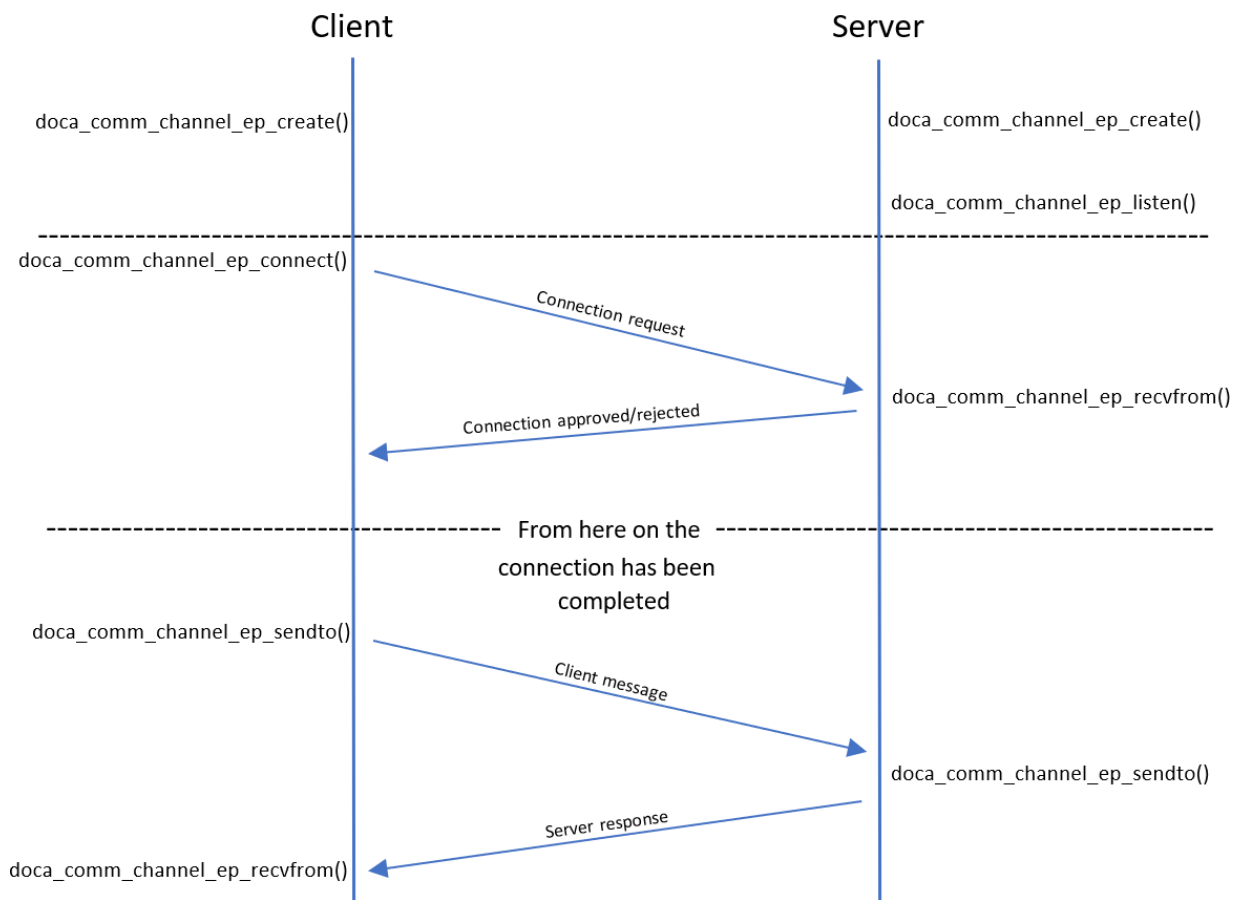 Client
Server
doca_comm_channel_ep_create()
doca_comm_channel_ep_create()
doca_comm_channel_ep_listen()
doca_comm_channel_ep_connect()
Connection request
doca_comm_channel_ep_recvfrom()
Connection approved/rejected
From here on the
connection has been
completed
doca_comm_channel_ep_sendto()
Client message
doca_comm_channel_ep_sendto()
Server response
doca_comm_channel_ep_recvfrom()